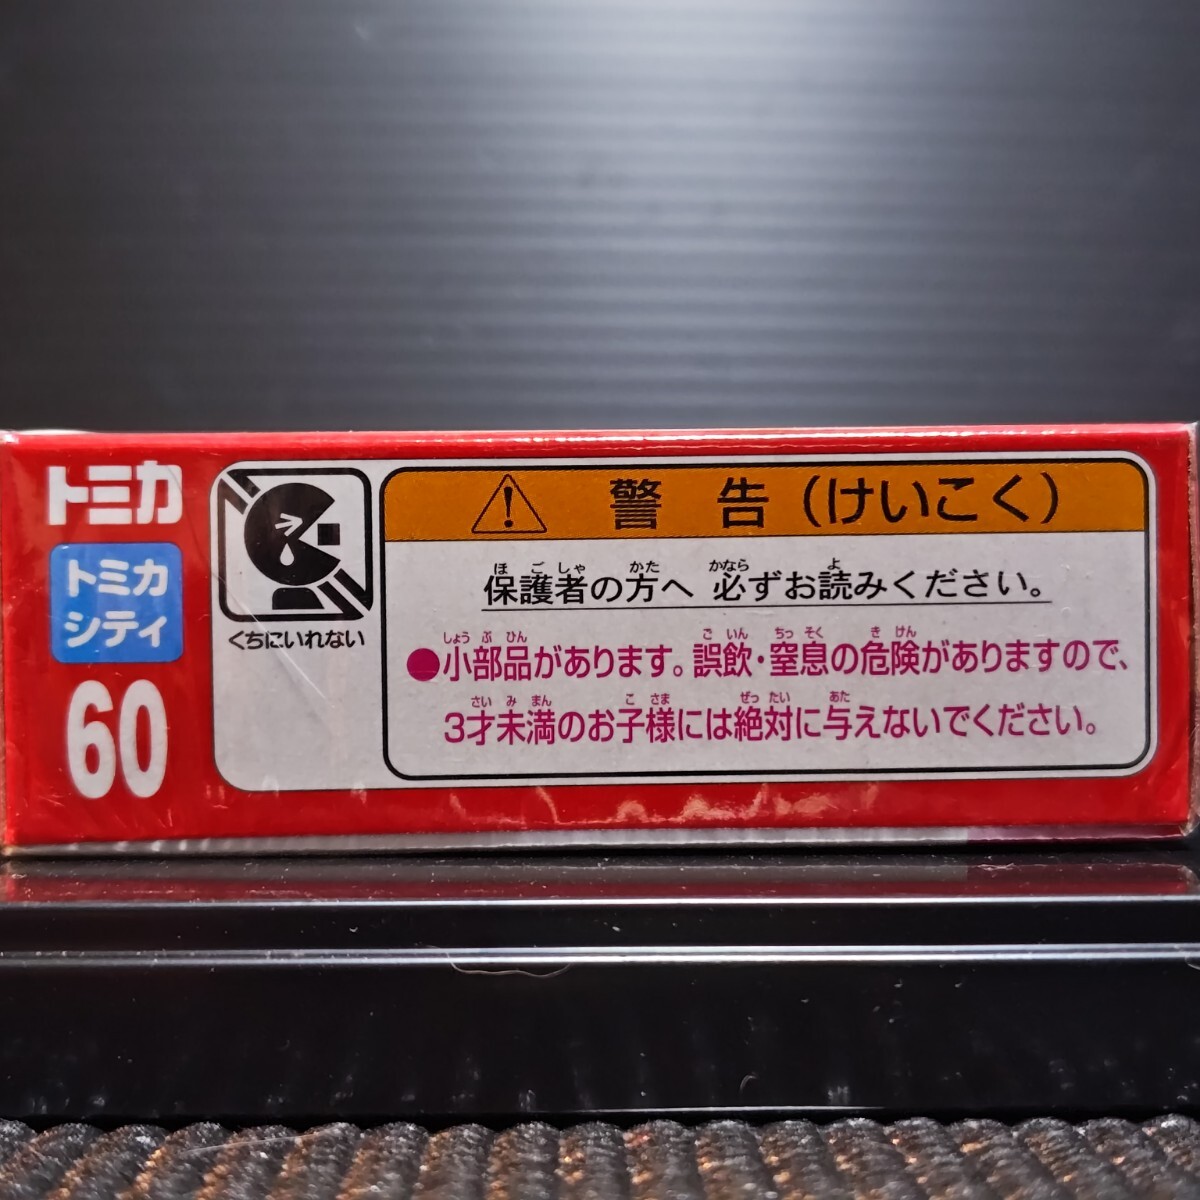 トミカ
トミカ
シティ
60
くちにいれない
警告(けいこく)
ほごしゃ かた かなら よ
保護者の方へ 必ずお読みください。
しょうぶひん ごいん ちっそく きけん
●小部品があります。誤飲・窒息の危険がありますので、
さいみまん こさま ぜったい あた
3才未満のお子様には絶対に与えないでください。